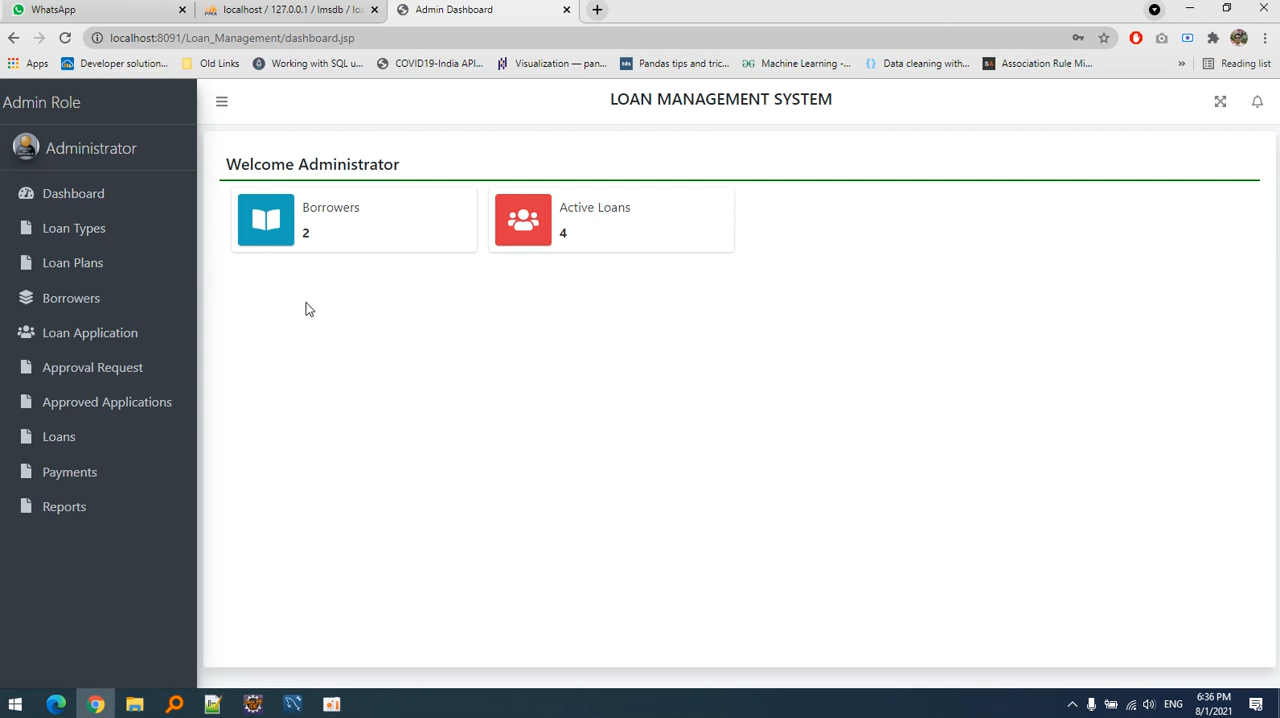 WhatsApp
localhost / 127.0.0.1 / lmsdb / loa
Admin Dashboard
localhost:8091/Loan_Management/dashboard.jsp
Apps
Developer solution...
Old Links
Working with SQL u...
COVID19-India API...
Visualization — pan...
Pandas tips and tric...
Machine Learning -...
Data cleaning with...
Association Rule Mi...
»
Reading list
Admin Role
LOAN MANAGEMENT SYSTEM
Administrator
Welcome Administrator
Dashboard
Loan Types
Loan Plans
Borrowers
Loan Application
Approval Request
Approved Applications
Loans
Payments
Reports
Borrowers
2
Active Loans
4
ENG
6:36 PM
8/1/2021